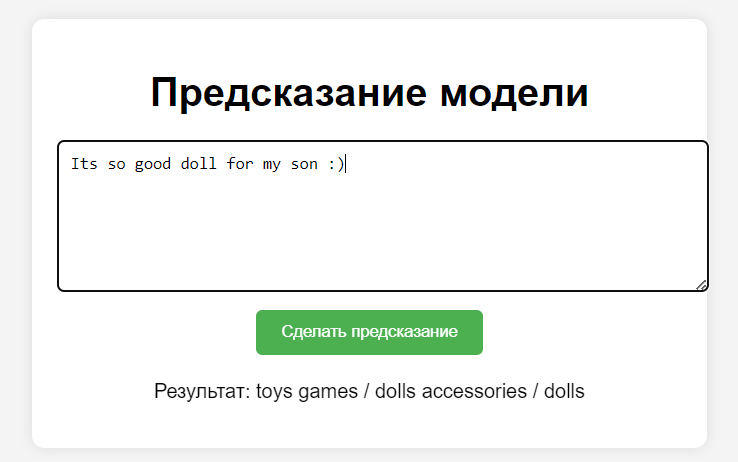 Предсказание модели
Its so good doll for my son :)
Сделать предсказание
Результат: toys games / dolls accessories / dolls